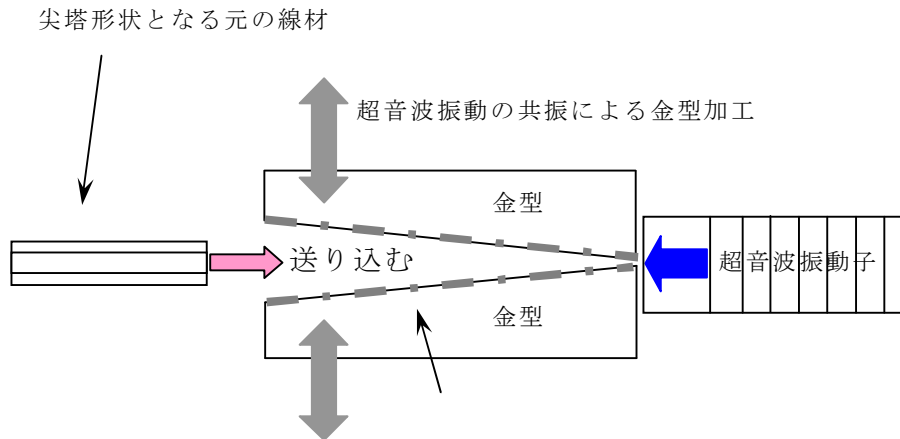 尖塔形状となる元の線材
超音波振動の共振による金型加工
金型
送り込む
超音波振動子
金型